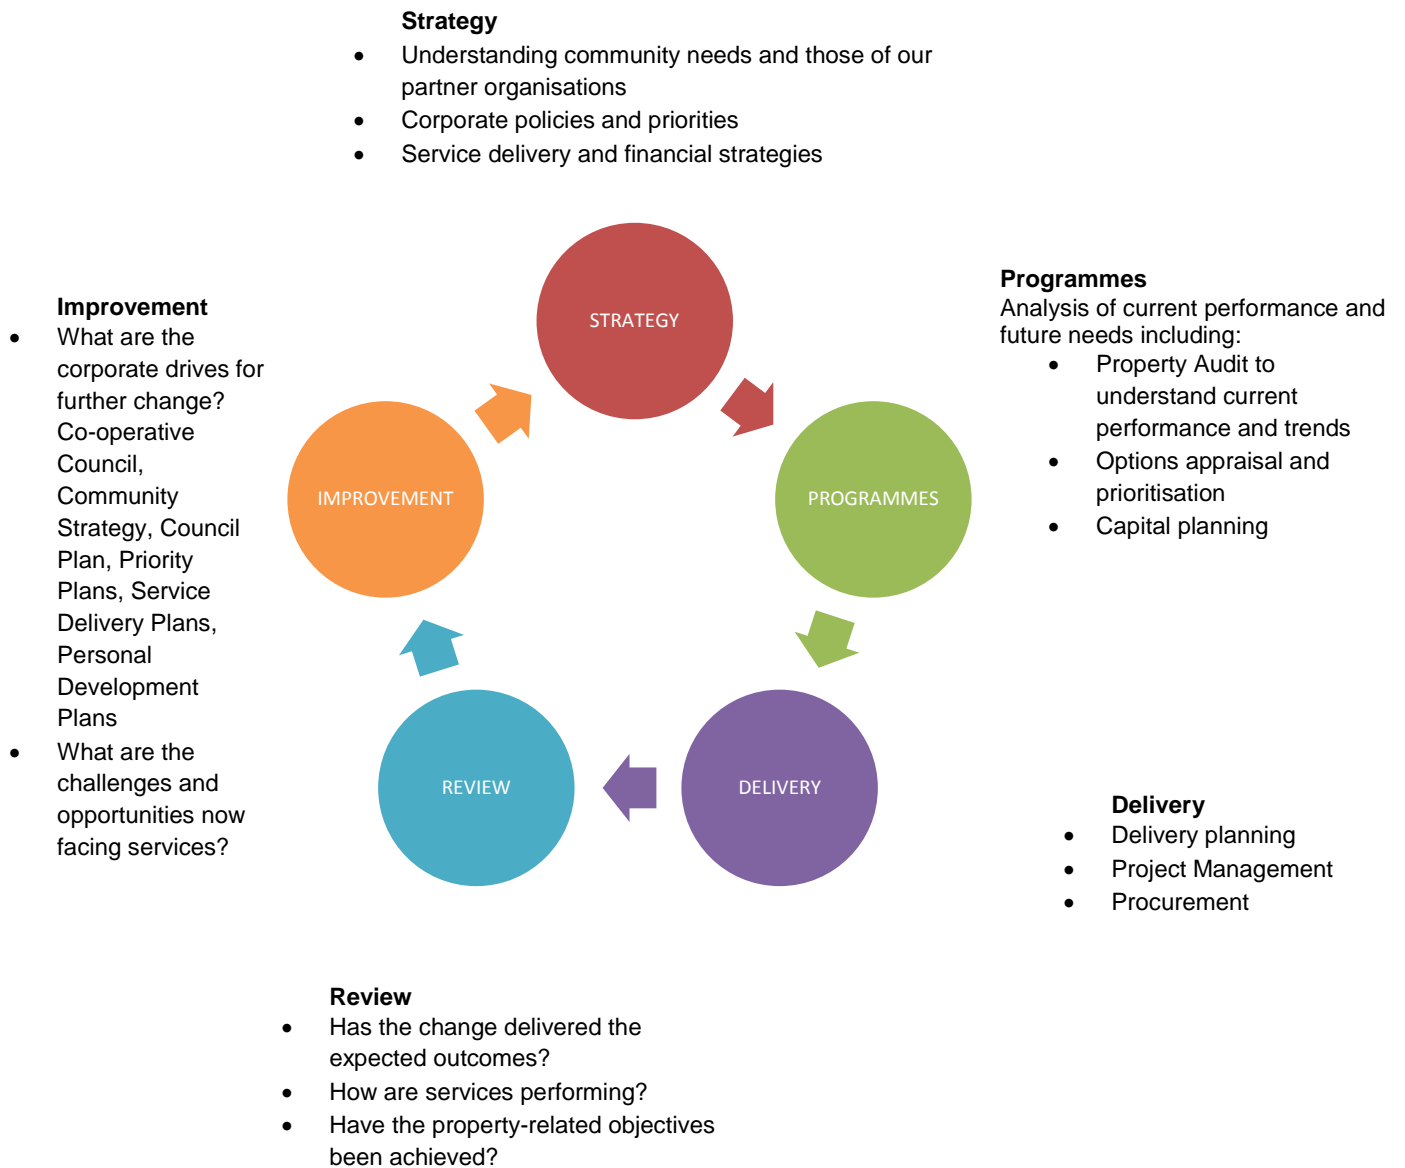 Strategy
• Understanding community needs and those of our
partner organisations
• Corporate policies and priorities
• Service delivery and financial strategies
STRATEGY
Programmes
Analysis of current performance and
future needs including:
• Property Audit to
understand current
performance and trends
• Options appraisal and
prioritisation
• Capital planning
PROGRAMMES
Improvement
• What are the
corporate drives for
further change?
Co-operative
Council,
Community
Strategy, Council
Plan, Priority
Plans, Service
Delivery Plans,
Personal
Development
Plans
• What are the
challenges and
opportunities now
facing services?
IMPROVEMENT
REVIEW
DELIVERY
Delivery
• Delivery planning
• Project Management
• Procurement
Review
• Has the change delivered the
expected outcomes?
• How are services performing?
• Have the property-related objectives
been achieved?